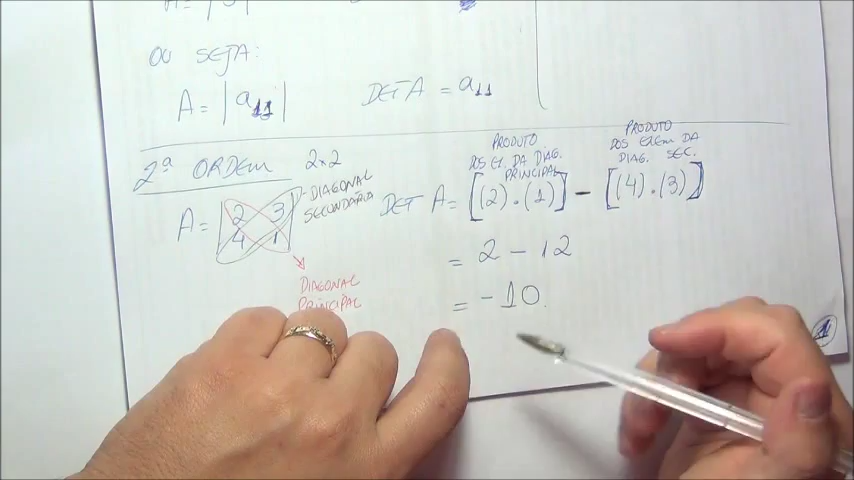 OU SEJA:
A = |a11| DET A = a11
2ª ORDEM 2x2
PRODUTO
DOS EL. DA DIAG.
PRINCIPAL
PRODUTO
DOS ELEM DA
DIAG. SEC.
A = |2 3|
|4 1|
DIAGONAL
SECUNDÁRIA
DIAGONAL
PRINCIPAL
DET A = [(2).(1)] - [(4).(3)]
= 2 - 12
= -10.